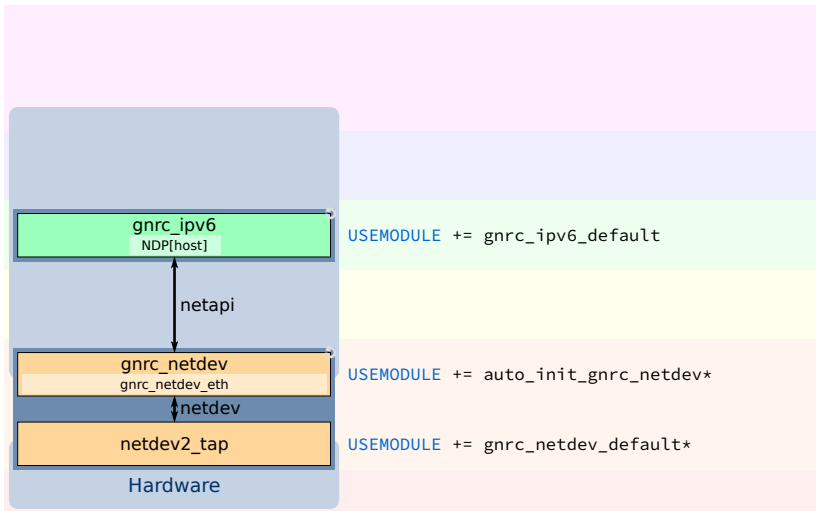 gnrc_ipv6
NDP[host]
USEMODULE += gnrc_ipv6_default
netapi
gnrc_netdev
gnrc_netdev_eth
USEMODULE += auto_init_gnrc_netdev*
netdev
netdev2_tap
USEMODULE += gnrc_netdev_default*
Hardware